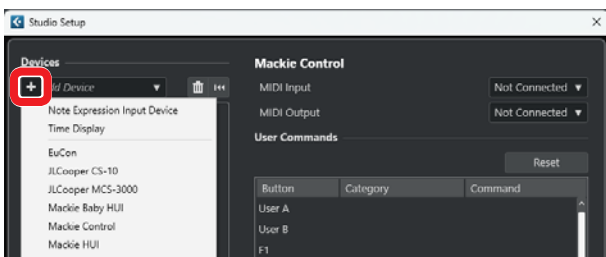 Studio Setup
Devices
Device
Note Expression Input Device
Time Display
EuCon
JLCooper CS-10
JLCooper MCS-3000
Mackie Baby HUI
Mackie Control
Mackie HUI
Mackie Control
MIDI Input Not Connected
MIDI Output Not Connected
User Commands
Reset
Button Category Command
User A
User B
F1